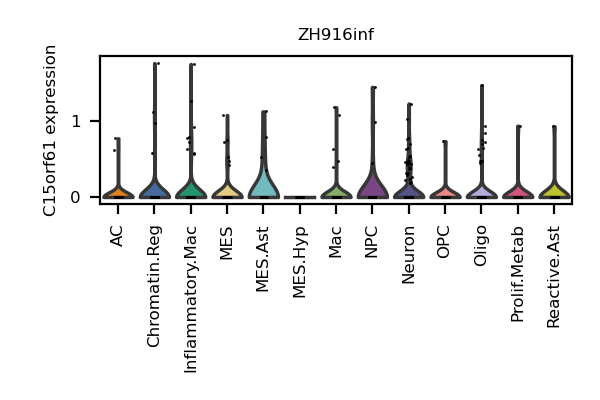 ZH916inf
C15orf61 expression
1
0
AC
Chromatin.Reg
Inflammatory.Mac
MES
MES.Ast
MES.Hyp
Mac
NPC
Neuron
OPC
Oligo
Prolif.Metab
Reactive.Ast